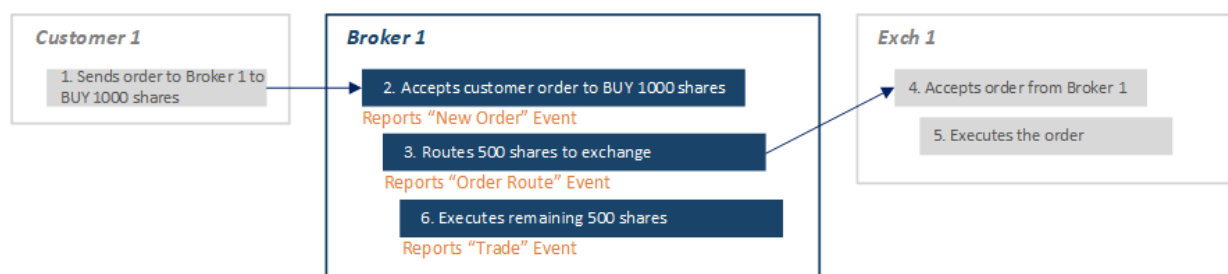 Customer 1
1. Sends order to Broker 1 to
BUY 1000 shares
Broker 1
2. Accepts customer order to BUY 1000 shares
Reports “New Order” Event
3. Routes 500 shares to exchange
Reports “Order Route” Event
6. Executes remaining 500 shares
Reports “Trade” Event
Exch 1
4. Accepts order from Broker 1
5. Executes the order